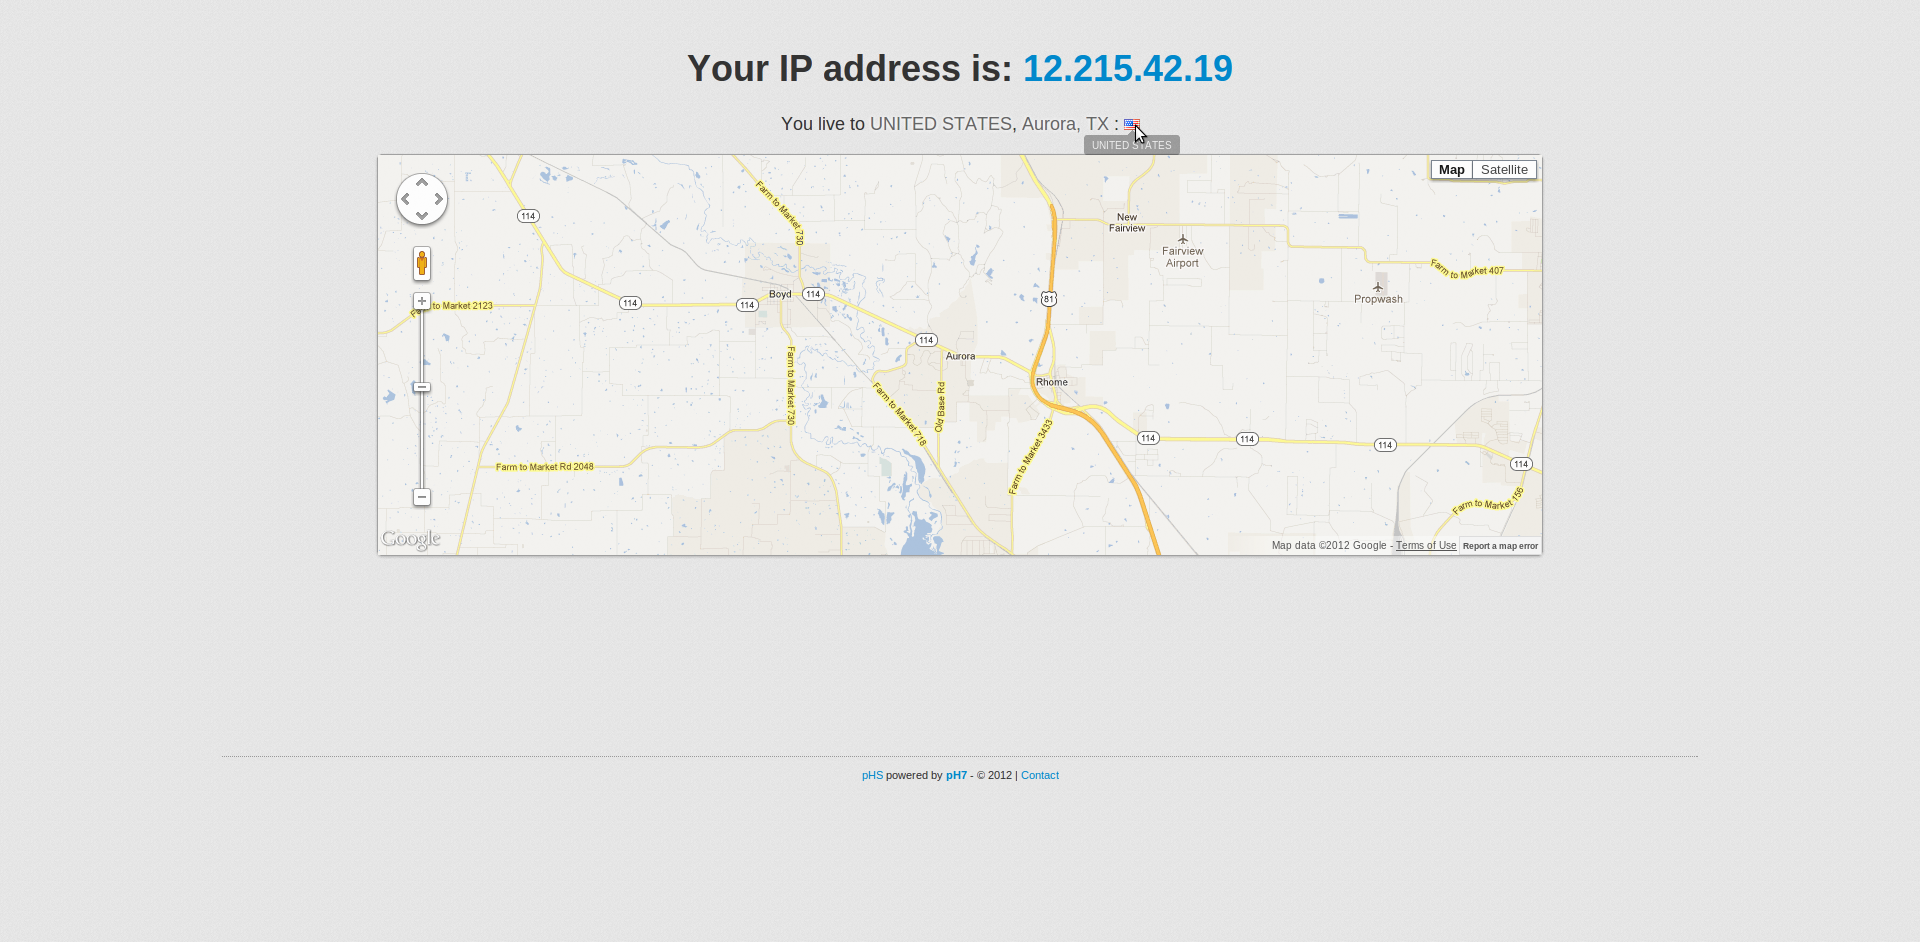 Your IP address is: 12.215.42.19
You live to UNITED STATES, Aurora, TX :
UNITED STATES
Map
Satellite
114
Farm to Market 730
New
Fairview
Fairview
Airport
Farm to Market 407
Propwash
81
Boyd
114
114
114
to Market 2123
114
Aurora
Rhome
Farm to Market 730
Farm to Market 718
Old Base Rd
Farm to Market 3433
114
114
114
114
Farm to Market Rd 2048
Farm to Market 156
Google
Map data ©2012 Google - Terms of Use
Report a map error
pHS powered by pH7 - © 2012 | Contact